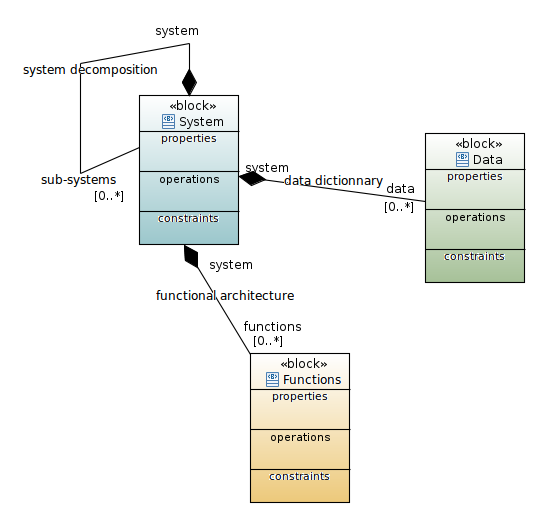 system
system decomposition
«block»
System
properties
operations
constraints
sub-systems
[0..*]
system
data dictionnary
data
[0..*]
«block»
Data
properties
operations
constraints
system
functional architecture
functions
[0..*]
«block»
Functions
properties
operations
constraints